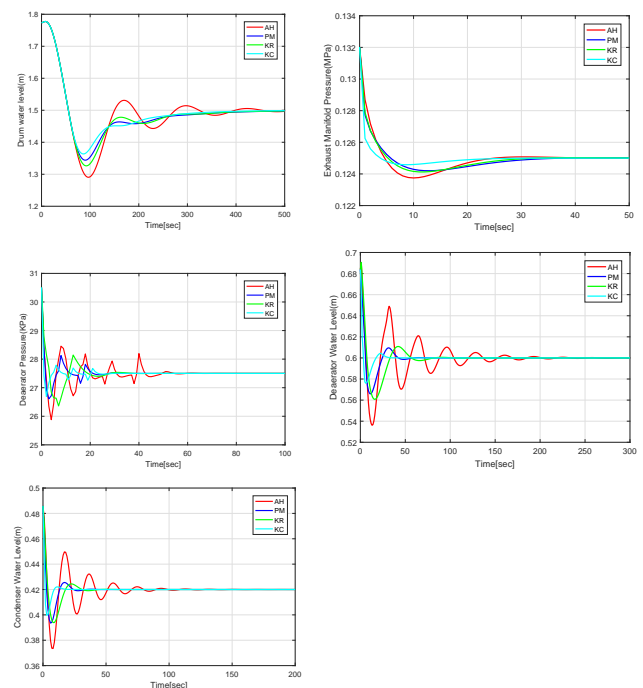 Drum water level(m)
1.8
1.7
1.6
1.5
1.4
1.3
1.2
0
100
200
300
400
500
Time[sec]
AH
PM
KR
KC
Exhaust Manifold Pressure(MPa)
0.134
0.132
0.13
0.128
0.126
0.124
0.122
0
10
20
30
40
50
Time[sec]
AH
PM
KR
KC
Deaerator Pressure(KPa)
31
30
29
28
27
26
25
0
20
40
60
80
100
Time[sec]
AH
PM
KR
KC
Deaerator Water Level(m)
0.7
0.68
0.66
0.64
0.62
0.6
0.58
0.56
0.54
0.52
0
50
100
150
200
250
300
Time[sec]
AH
PM
KR
KC
Condenser Water Level(m)
0.5
0.48
0.46
0.44
0.42
0.4
0.38
0.36
0
50
100
150
200
Time[sec]
AH
PM
KR
KC